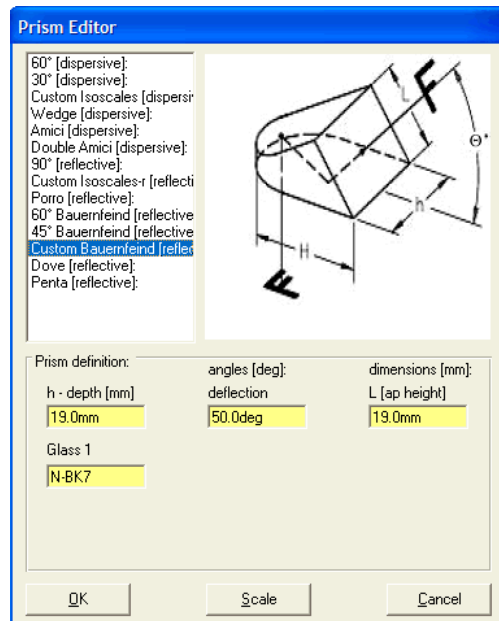 Prism Editor
60° [dispersive]:
30° [dispersive]:
Custom Isoscales [dispersiv
Wedge [dispersive]:
Amici [dispersive]:
Double Amici [dispersive]:
90° [reflective]:
Custom Isoscales-r [reflecti
Porro [reflective]:
60° Bauernfeind [reflective
45° Bauernfeind [reflective
Custom Bauernfeind [reflec
Dove [reflective]:
Penta [reflective]:
F
L
Θ°
h
H
F
Prism definition:
angles [deg]:
dimensions [mm]:
h - depth [mm]
deflection
L [ap height]
19.0mm
50.0deg
19.0mm
Glass 1
N-BK7
OK
Scale
Cancel